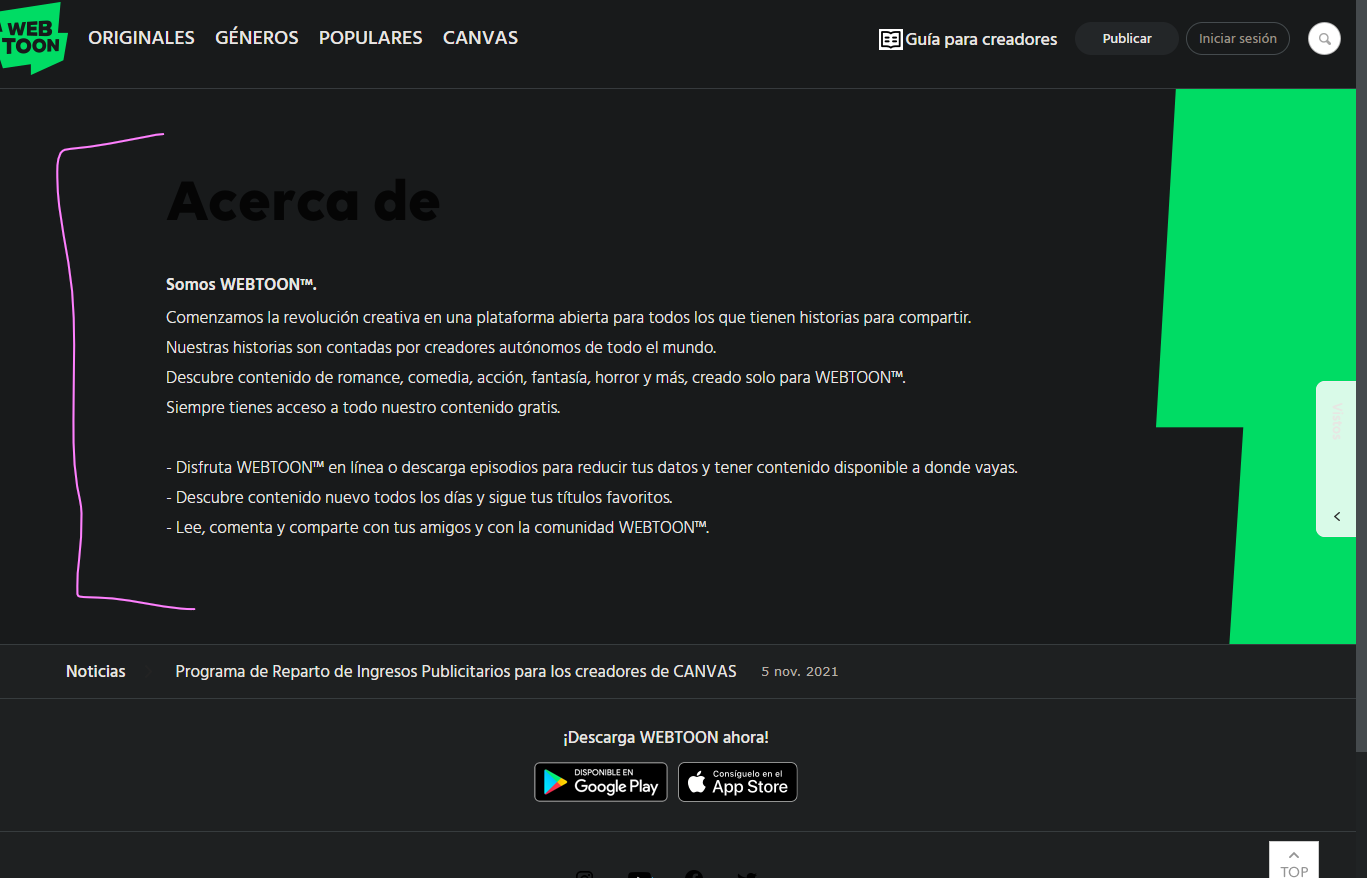 WEB
TOON
ORIGINALES GÉNEROS POPULARES CANVAS
Guía para creadores
Publicar
Iniciar sesión
Acerca de
Somos WEBTOON™.
Comenzamos la revolución creativa en una plataforma abierta para todos los que tienen historias para compartir.
Nuestras historias son contadas por creadores autónomos de todo el mundo.
Descubre contenido de romance, comedia, acción, fantasía, horror y más, creado solo para WEBTOON™.
Siempre tienes acceso a todo nuestro contenido gratis.
- Disfruta WEBTOON™ en línea o descarga episodios para reducir tus datos y tener contenido disponible a donde vayas.
- Descubre contenido nuevo todos los días y sigue tus títulos favoritos.
- Lee, comenta y comparte con tus amigos y con la comunidad WEBTOON™.
Vistos
Noticias
Programa de Reparto de Ingresos Publicitarios para los creadores de CANVAS 5 nov. 2021
¡Descarga WEBTOON ahora!
DISPONIBLE EN
Google Play
Consíguelo en el
App Store
TOP